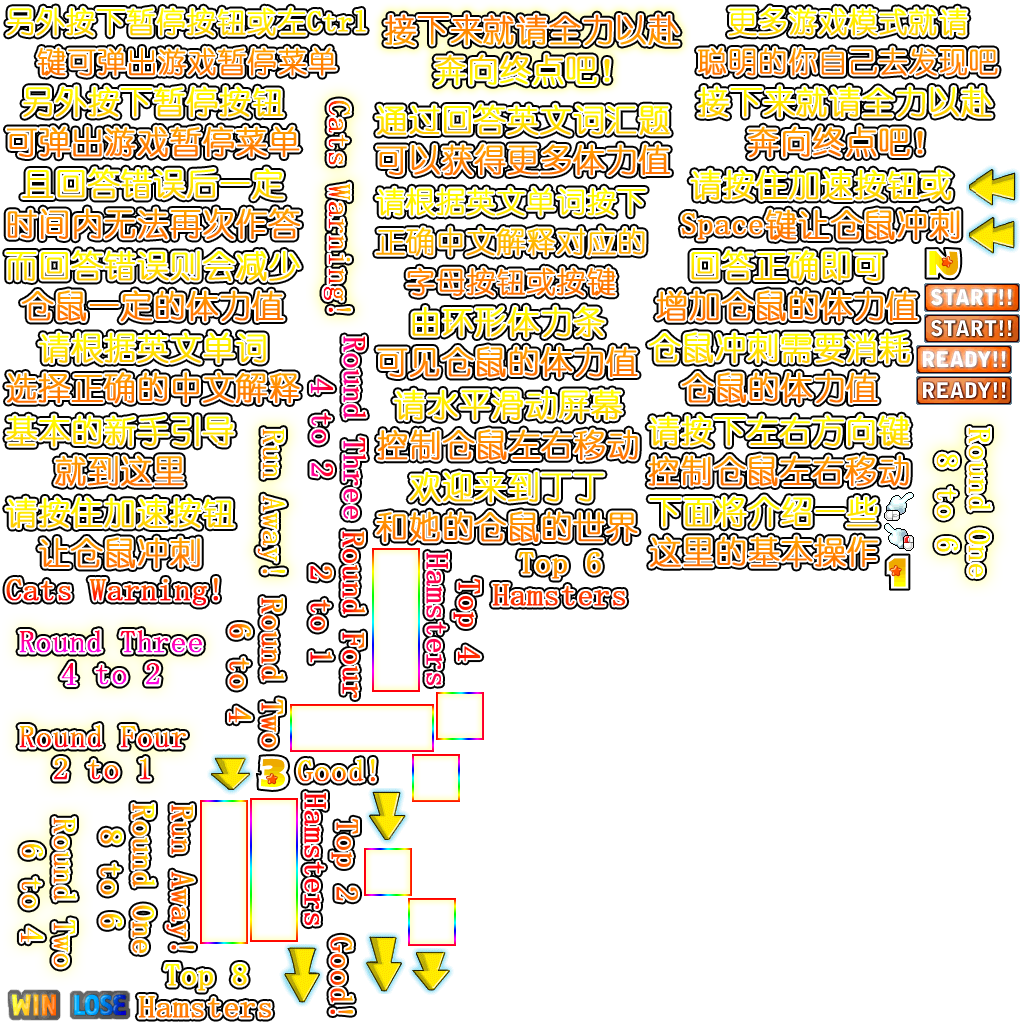 另外按下暂停按钮或左Ctrl
键可弹出游戏暂停菜单
另外按下暂停按钮
可弹出游戏暂停菜单
且回答错误后一定
时间内无法再次作答
而回答错误则会减少
仓鼠一定的体力值
请根据英文单词
选择正确的中文解释
基本的新手引导
就到这里
请按住加速按钮
让仓鼠冲刺
Cats Warning!
Round Three
4 to 2
Round Four
2 to 1
Round Two
6 to 4
Round One
8 to 6
Run Away!
Top 8
Hamsters
WIN
LOSE
Cats Warning!
Round Three
4 to 2
Run Away!
Round Two
6 to 4
Round Four
2 to 1
3
Good!
Top 2
Hamsters
Good!
接下来就请全力以赴
奔向终点吧!
通过回答英文词汇题
可以获得更多体力值
请根据英文单词按下
正确中文解释对应的
字母按钮或按键
由环形体力条
可见仓鼠的体力值
请水平滑动屏幕
控制仓鼠左右移动
欢迎来到丁丁
和她的仓鼠的世界
Top 6
Hamsters
Top 4
Hamsters
更多游戏模式就请
聪明的你自己去发现吧
接下来就请全力以赴
奔向终点吧!
请按住加速按钮或
Space键让仓鼠冲刺
回答正确即可
增加仓鼠的体力值
仓鼠冲刺需要消耗
仓鼠的体力值
请按下左右方向键
控制仓鼠左右移动
下面将介绍一些
这里的基本操作
2
START!!
START!!
READY!!
READY!!
Round One
8 to 6
1